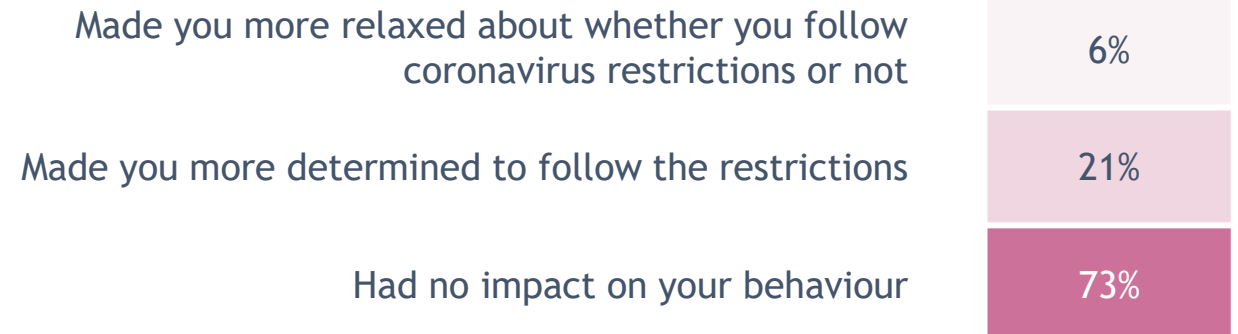 Made you more relaxed about whether you follow
coronavirus restrictions or not
6%
Made you more determined to follow the restrictions
21%
Had no impact on your behaviour
73%